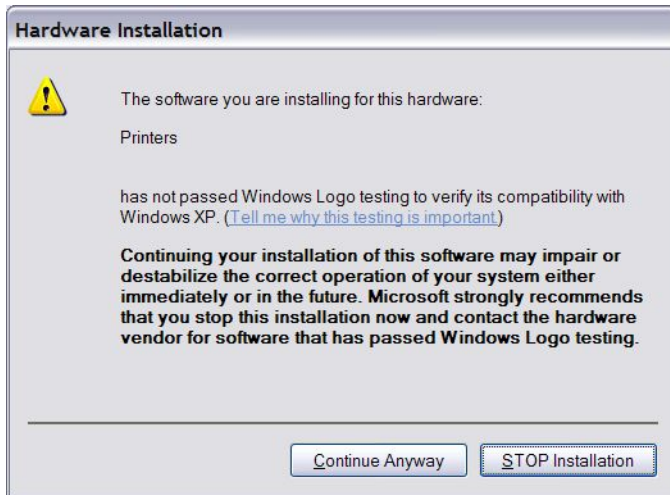 Hardware Installation
The software you are installing for this hardware:
Printers
has not passed Windows Logo testing to verify its compatibility with
Windows XP. (Tell me why this testing is important.)
Continuing your installation of this software may impair or
destabilize the correct operation of your system either
immediately or in the future. Microsoft strongly recommends
that you stop this installation now and contact the hardware
vendor for software that has passed Windows Logo testing.
Continue Anyway
STOP Installation